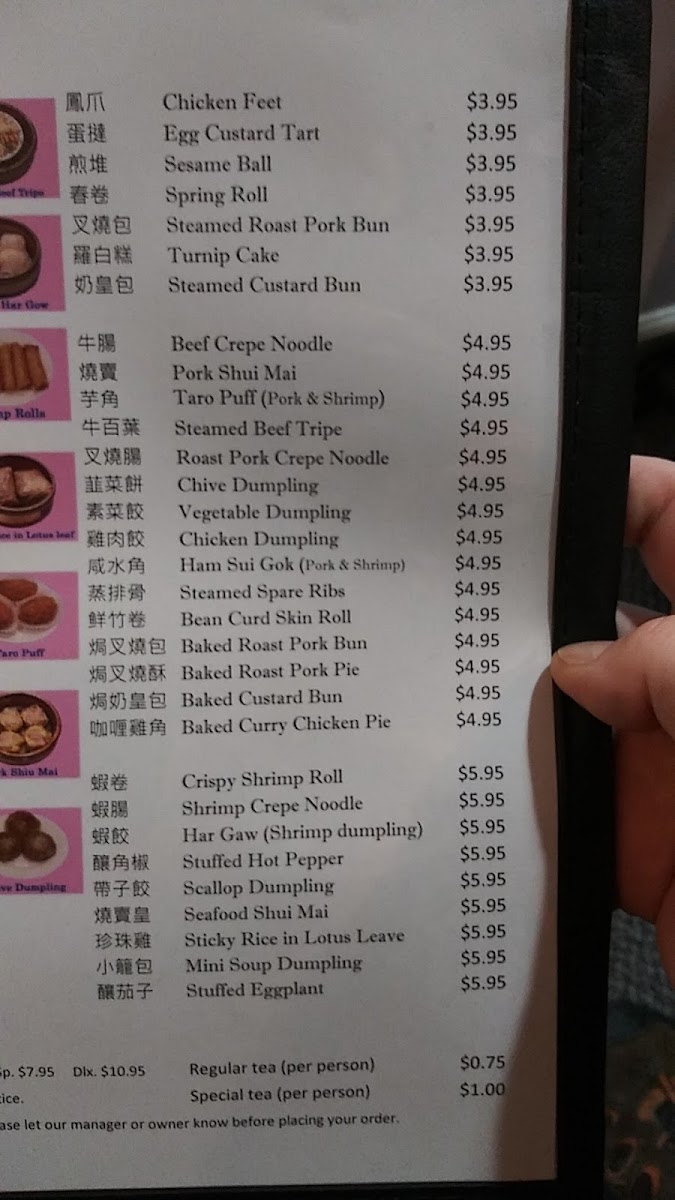 鳳爪 Chicken Feet $3.95
蛋撻 Egg Custard Tart $3.95
煎堆 Sesame Ball $3.95
春卷 Spring Roll $3.95
叉燒包 Steamed Roast Pork Bun $3.95
羅白糕 Turnip Cake $3.95
奶皇包 Steamed Custard Bun $3.95
牛腸 Beef Crepe Noodle $4.95
燒賣 Pork Shui Mai $4.95
芋角 Taro Puff (Pork & Shrimp) $4.95
牛百葉 Steamed Beef Tripe $4.95
叉燒腸 Roast Pork Crepe Noodle $4.95
韮菜餅 Chive Dumpling $4.95
素菜餃 Vegetable Dumpling $4.95
雞肉餃 Chicken Dumpling $4.95
咸水角 Ham Sui Gok (Pork & Shrimp) $4.95
蒸排骨 Steamed Spare Ribs $4.95
鮮竹卷 Bean Curd Skin Roll $4.95
焗叉燒包 Baked Roast Pork Bun $4.95
焗叉燒酥 Baked Roast Pork Pie $4.95
焗奶皇包 Baked Custard Bun $4.95
咖喱雞角 Baked Curry Chicken Pie $4.95
蝦卷 Crispy Shrimp Roll $5.95
蝦腸 Shrimp Crepe Noodle $5.95
蝦餃 Har Gaw (Shrimp dumpling) $5.95
釀角椒 Stuffed Hot Pepper $5.95
帶子餃 Scallop Dumpling $5.95
燒賣皇 Seafood Shui Mai $5.95
珍珠雞 Sticky Rice in Lotus Leave $5.95
小籠包 Mini Soup Dumpling $5.95
釀茄子 Stuffed Eggplant $5.95
Tripe
Har Gow
Rolls
in Lotus leaf
Taro Puff
Shiu Mai
Dumpling
$7.95 Dlx. $10.95 Regular tea (per person) $0.75
Special tea (per person) $1.00
let our manager or owner know before placing your order.